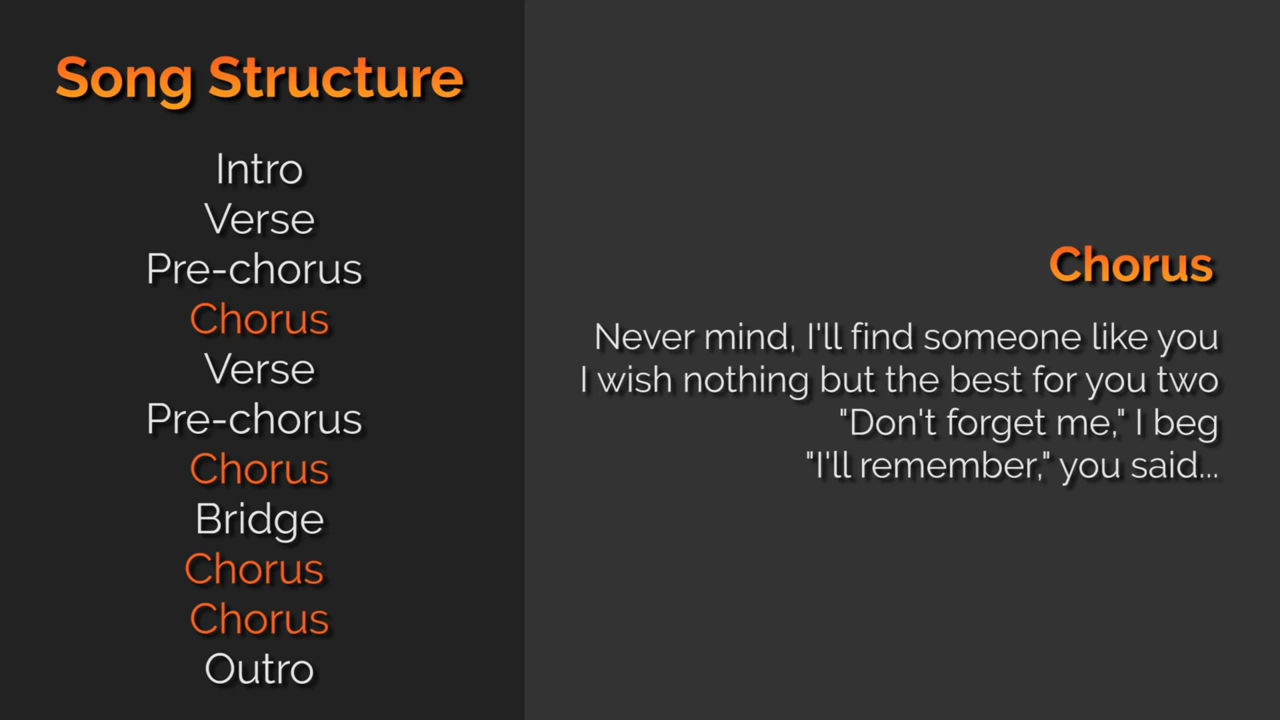 Song Structure
Intro
Verse
Pre-chorus
Chorus
Verse
Pre-chorus
Chorus
Bridge
Chorus
Chorus
Outro
Chorus
Never mind, I'll find someone like you
I wish nothing but the best for you two
"Don't forget me," I beg
"I'll remember," you said...